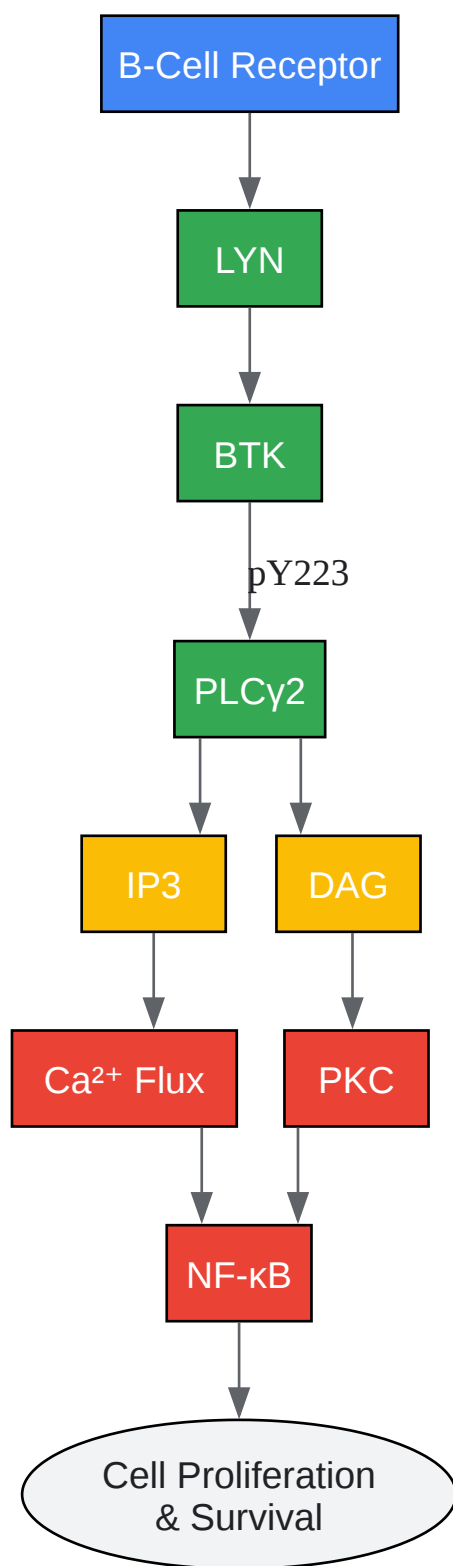 B-Cell Receptor
LYN
BTK
pY223
PLCγ2
IP3
DAG
Ca²⁺ Flux
PKC
NF-κB
Cell Proliferation
& Survival